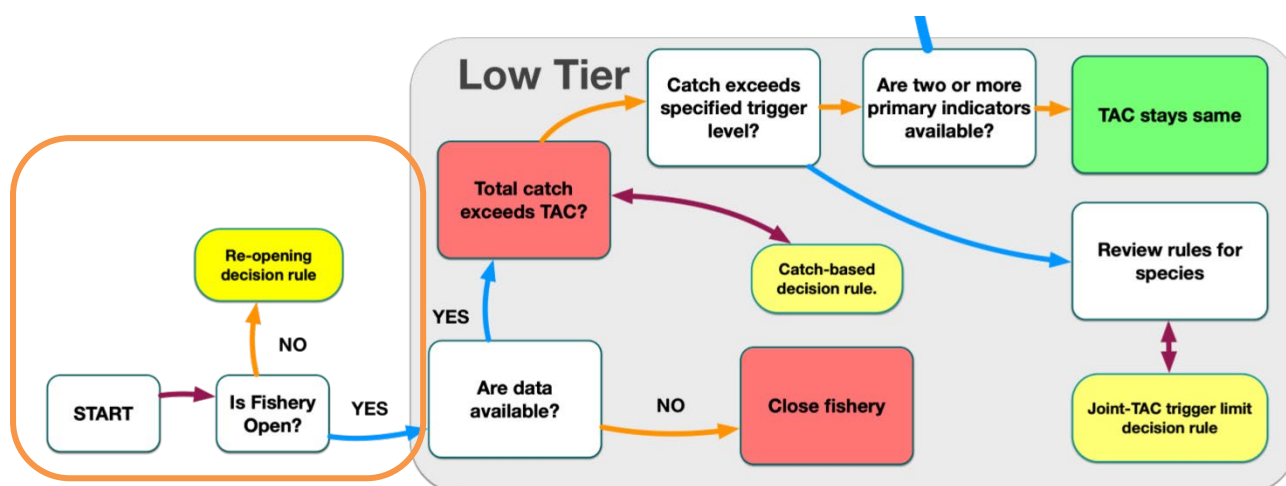 Low Tier
Catch exceeds
specified trigger
level?
Are two or more
primary indicators
available?
TAC stays same
Total catch
exceeds TAC?
Re-opening
decision rule
Catch-based
decision rule.
Review rules for
species
YES
NO
START
Is Fishery
Open?
YES
Are data
available?
NO
Close fishery
Joint-TAC trigger limit
decision rule